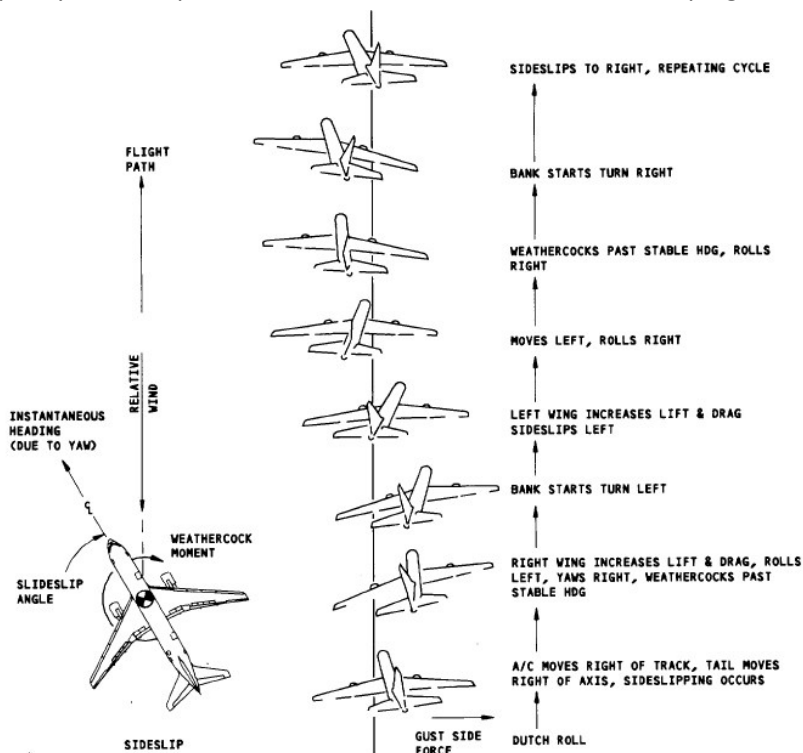 SIDESLIPS TO RIGHT, REPEATING CYCLE
FLIGHT
PATH
BANK STARTS TURN RIGHT
WEATHERCOCKS PAST STABLE HDG, ROLLS
RIGHT
MOVES LEFT, ROLLS RIGHT
RELATIVE
WIND
INSTANTANEOUS
HEADING
(DUE TO YAW)
LEFT WING INCREASES LIFT & DRAG
SIDESLIPS LEFT
BANK STARTS TURN LEFT
℄
WEATHERCOCK
MOMENT
SLIDESLIP
ANGLE
RIGHT WING INCREASES LIFT & DRAG, ROLLS
LEFT, YAWS RIGHT, WEATHERCOCKS PAST
STABLE HDG
A/C MOVES RIGHT OF TRACK, TAIL MOVES
RIGHT OF AXIS, SIDESLIPPING OCCURS
SIDESLIP
GUST SIDE
FORCE
DUTCH ROLL